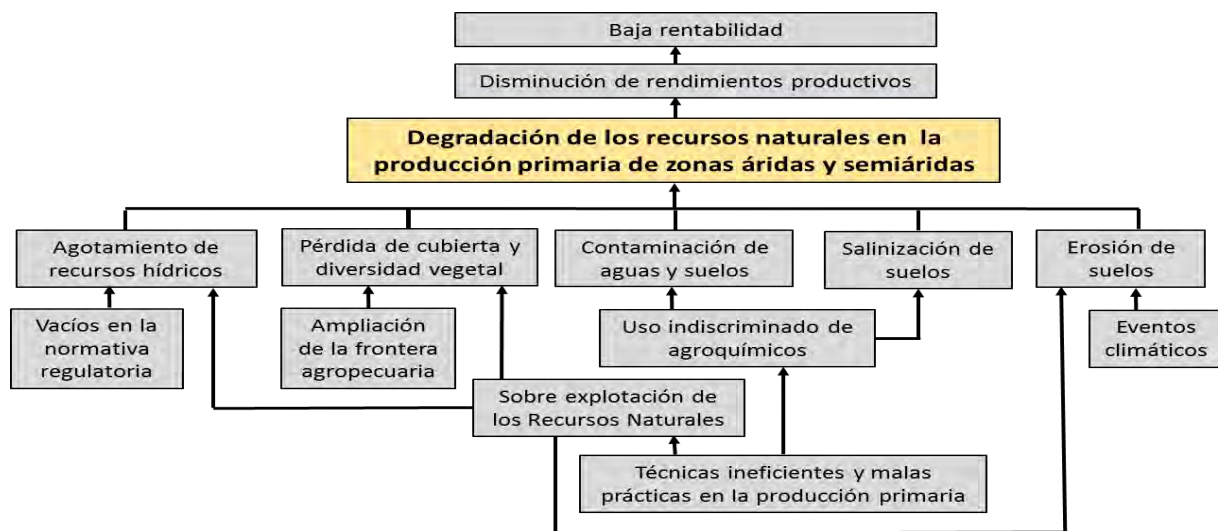 Baja rentabilidad
Disminución de rendimientos productivos
Degradación de los recursos naturales en la
producción primaria de zonas áridas y semiáridas
Agotamiento de
recursos hídricos
Pérdida de cubierta y
diversidad vegetal
Contaminación de
aguas y suelos
Salinización de
suelos
Erosión de
suelos
Vacíos en la
normativa
regulatoria
Ampliación
de la frontera
agropecuaria
Uso indiscriminado de
agroquímicos
Eventos
climáticos
Sobre explotación de
los Recursos Naturales
Técnicas ineficientes y malas
prácticas en la producción primaria